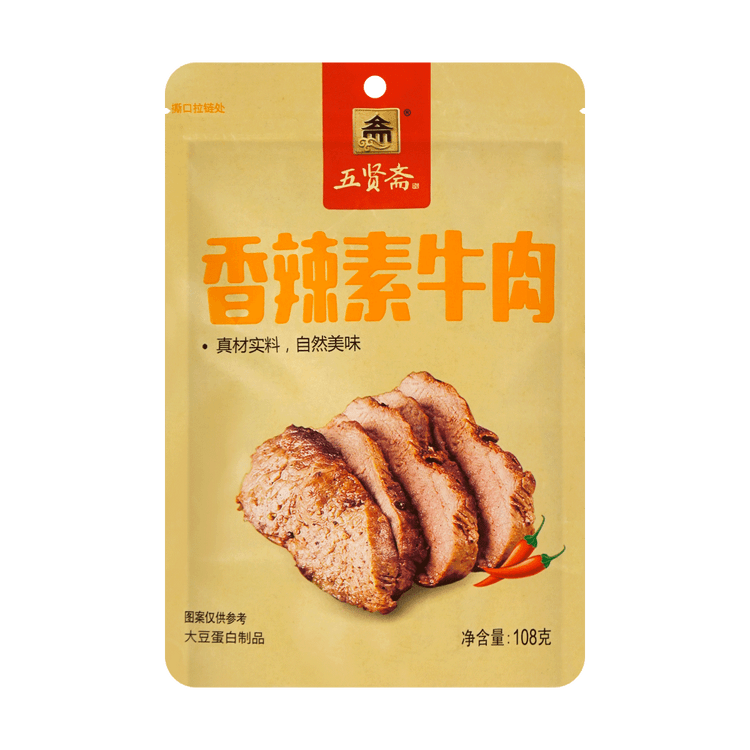 撕口拉链处
斋
®
五贤斋
香辣素牛肉
• 真材实料，自然美味
图案仅供参考
大豆蛋白制品
净含量:108克